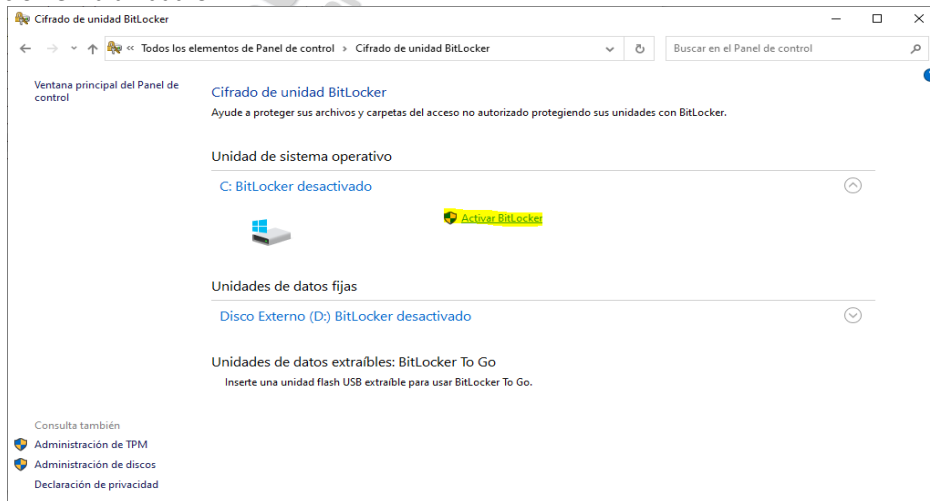 Cifrado de unidad BitLocker
« Todos los elementos de Panel de control > Cifrado de unidad BitLocker
Buscar en el Panel de control
Ventana principal del Panel de
control
Cifrado de unidad BitLocker
Ayude a proteger sus archivos y carpetas del acceso no autorizado protegiendo sus unidades con BitLocker.
Unidad de sistema operativo
C: BitLocker desactivado
Activar BitLocker
Unidades de datos fijas
Disco Externo (D:) BitLocker desactivado
Unidades de datos extraíbles: BitLocker To Go
Inserte una unidad flash USB extraíble para usar BitLocker To Go.
Consulta también
Administración de TPM
Administración de discos
Declaración de privacidad